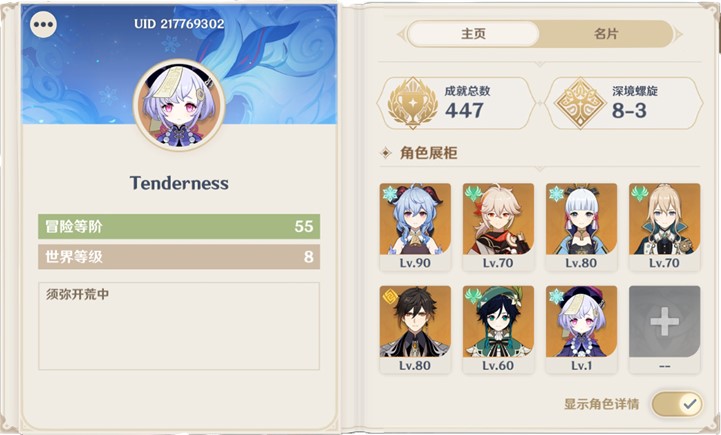 UID 217769302
Tenderness
冒险等阶 55
世界等级 8
须弥开荒中
主页 名片
成就总数
447
深境螺旋
8-3
角色展柜
Lv.90 Lv.70 Lv.80 Lv.70
Lv.80 Lv.60 Lv.1 --
显示角色详情